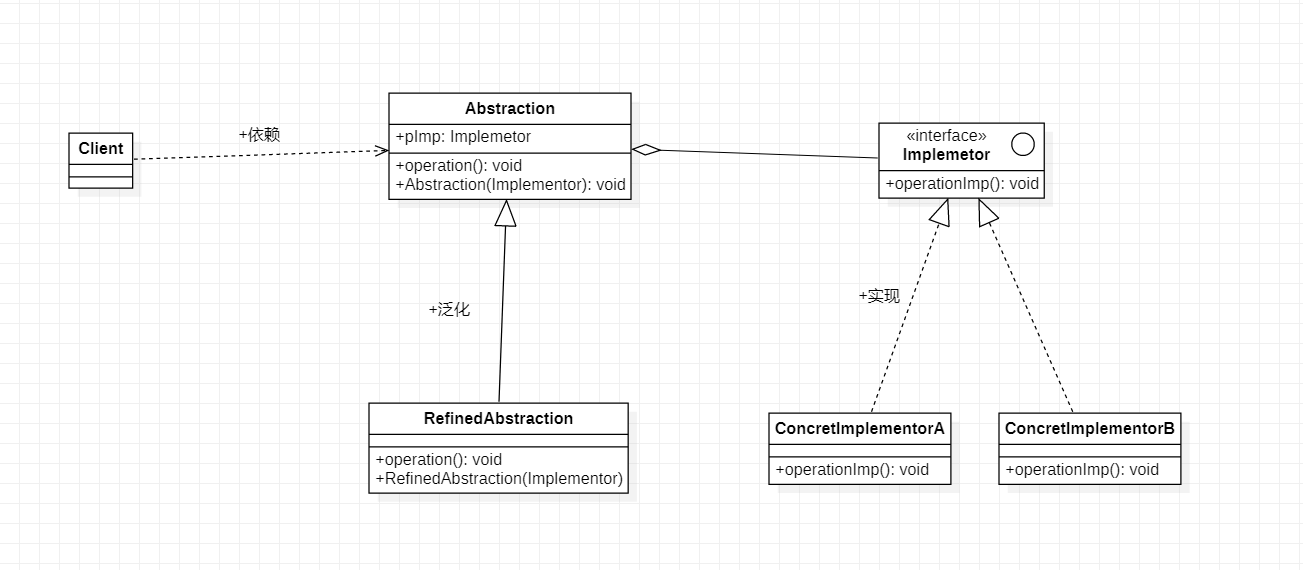 Abstraction
+pImp: Implemetor
+operation(): void
+Abstraction(Implementor): void
Client
+依赖
«interface»
Implemetor
+operationImp(): void
+泛化
+实现
RefinedAbstraction
+operation(): void
+RefinedAbstraction(Implementor)
ConcretImplementorA
+operationImp(): void
ConcretImplementorB
+operationImp(): void